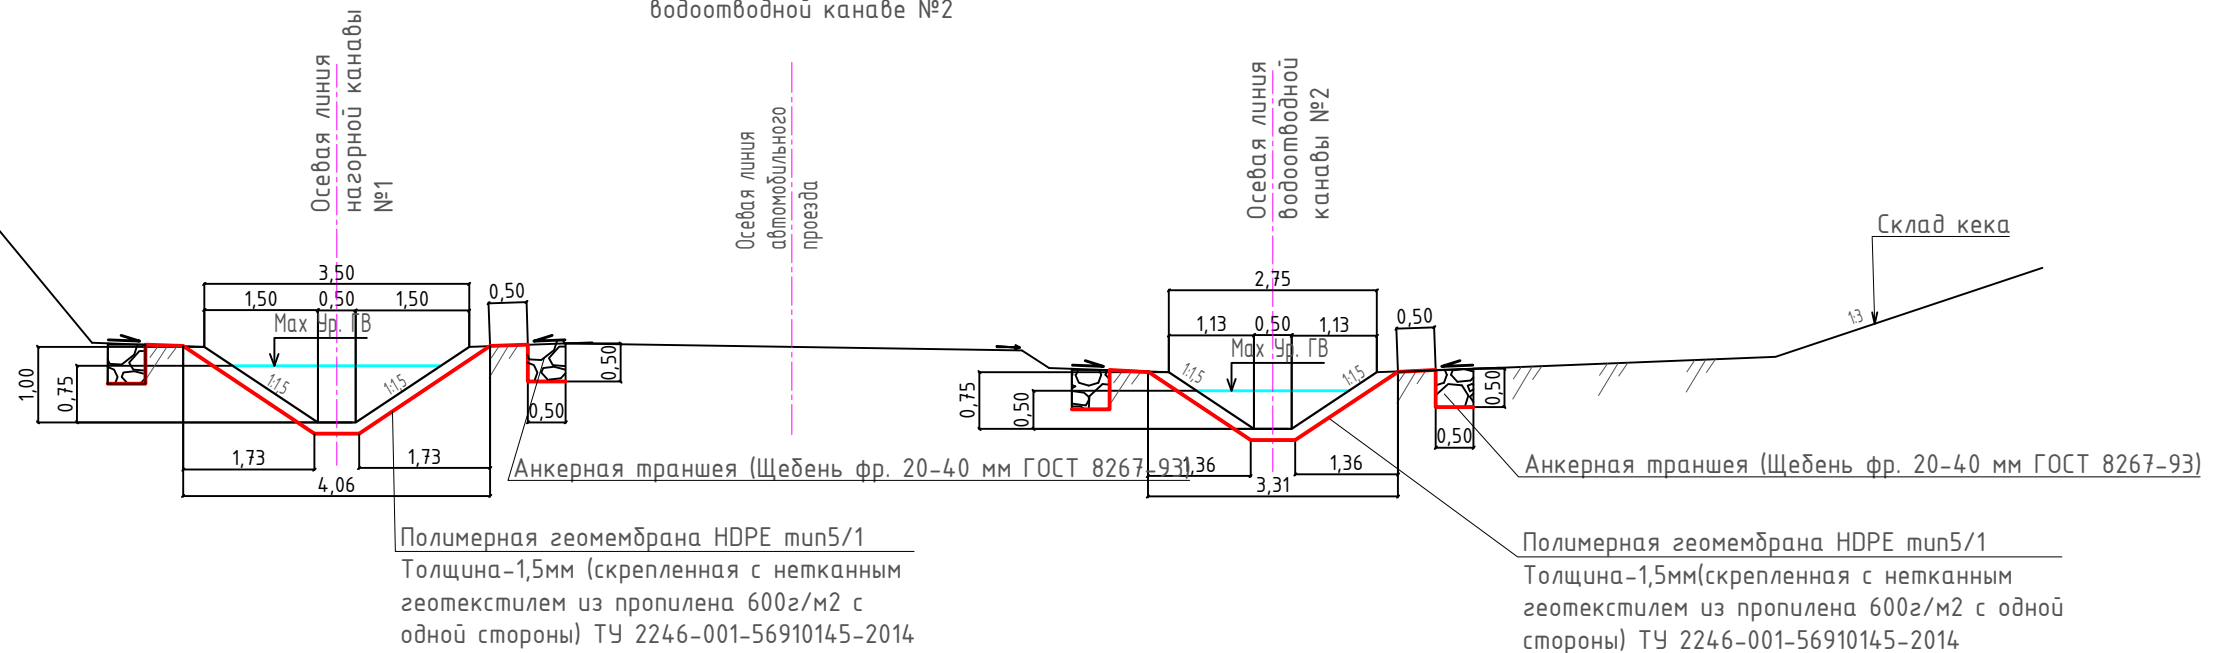 водоотводной канаве №2
Осевая линия
нагорной канавы
№1
Осевая линия
автомобильного
проезда
Осевая линия
водоотводной
канавы №2
Склад кека
3,50
1,50
0,50
1,50
0,50
Мах Ур. ГВ
1:1,5
1:1,5
1,00
0,75
0,50
0,50
1,73
1,73
4,06
Анкерная траншея (Щебень фр. 20-40 мм ГОСТ 8267-93)
Полимерная геомембрана HDPE тип5/1
Толщина-1,5мм (скрепленная с нетканным
геотекстилем из пропилена 600г/м2 с
одной стороны) ТУ 2246-001-56910145-2014
2,75
1,13
0,50
1,13
0,50
Мах Ур. ГВ
1:1,5
1:1,5
1:3
0,75
0,50
0,50
0,50
1,36
1,36
3,31
Анкерная траншея (Щебень фр. 20-40 мм ГОСТ 8267-93)
Полимерная геомембрана HDPE тип5/1
Толщина-1,5мм(скрепленная с нетканным
геотекстилем из пропилена 600г/м2 с одной
стороны) ТУ 2246-001-56910145-2014